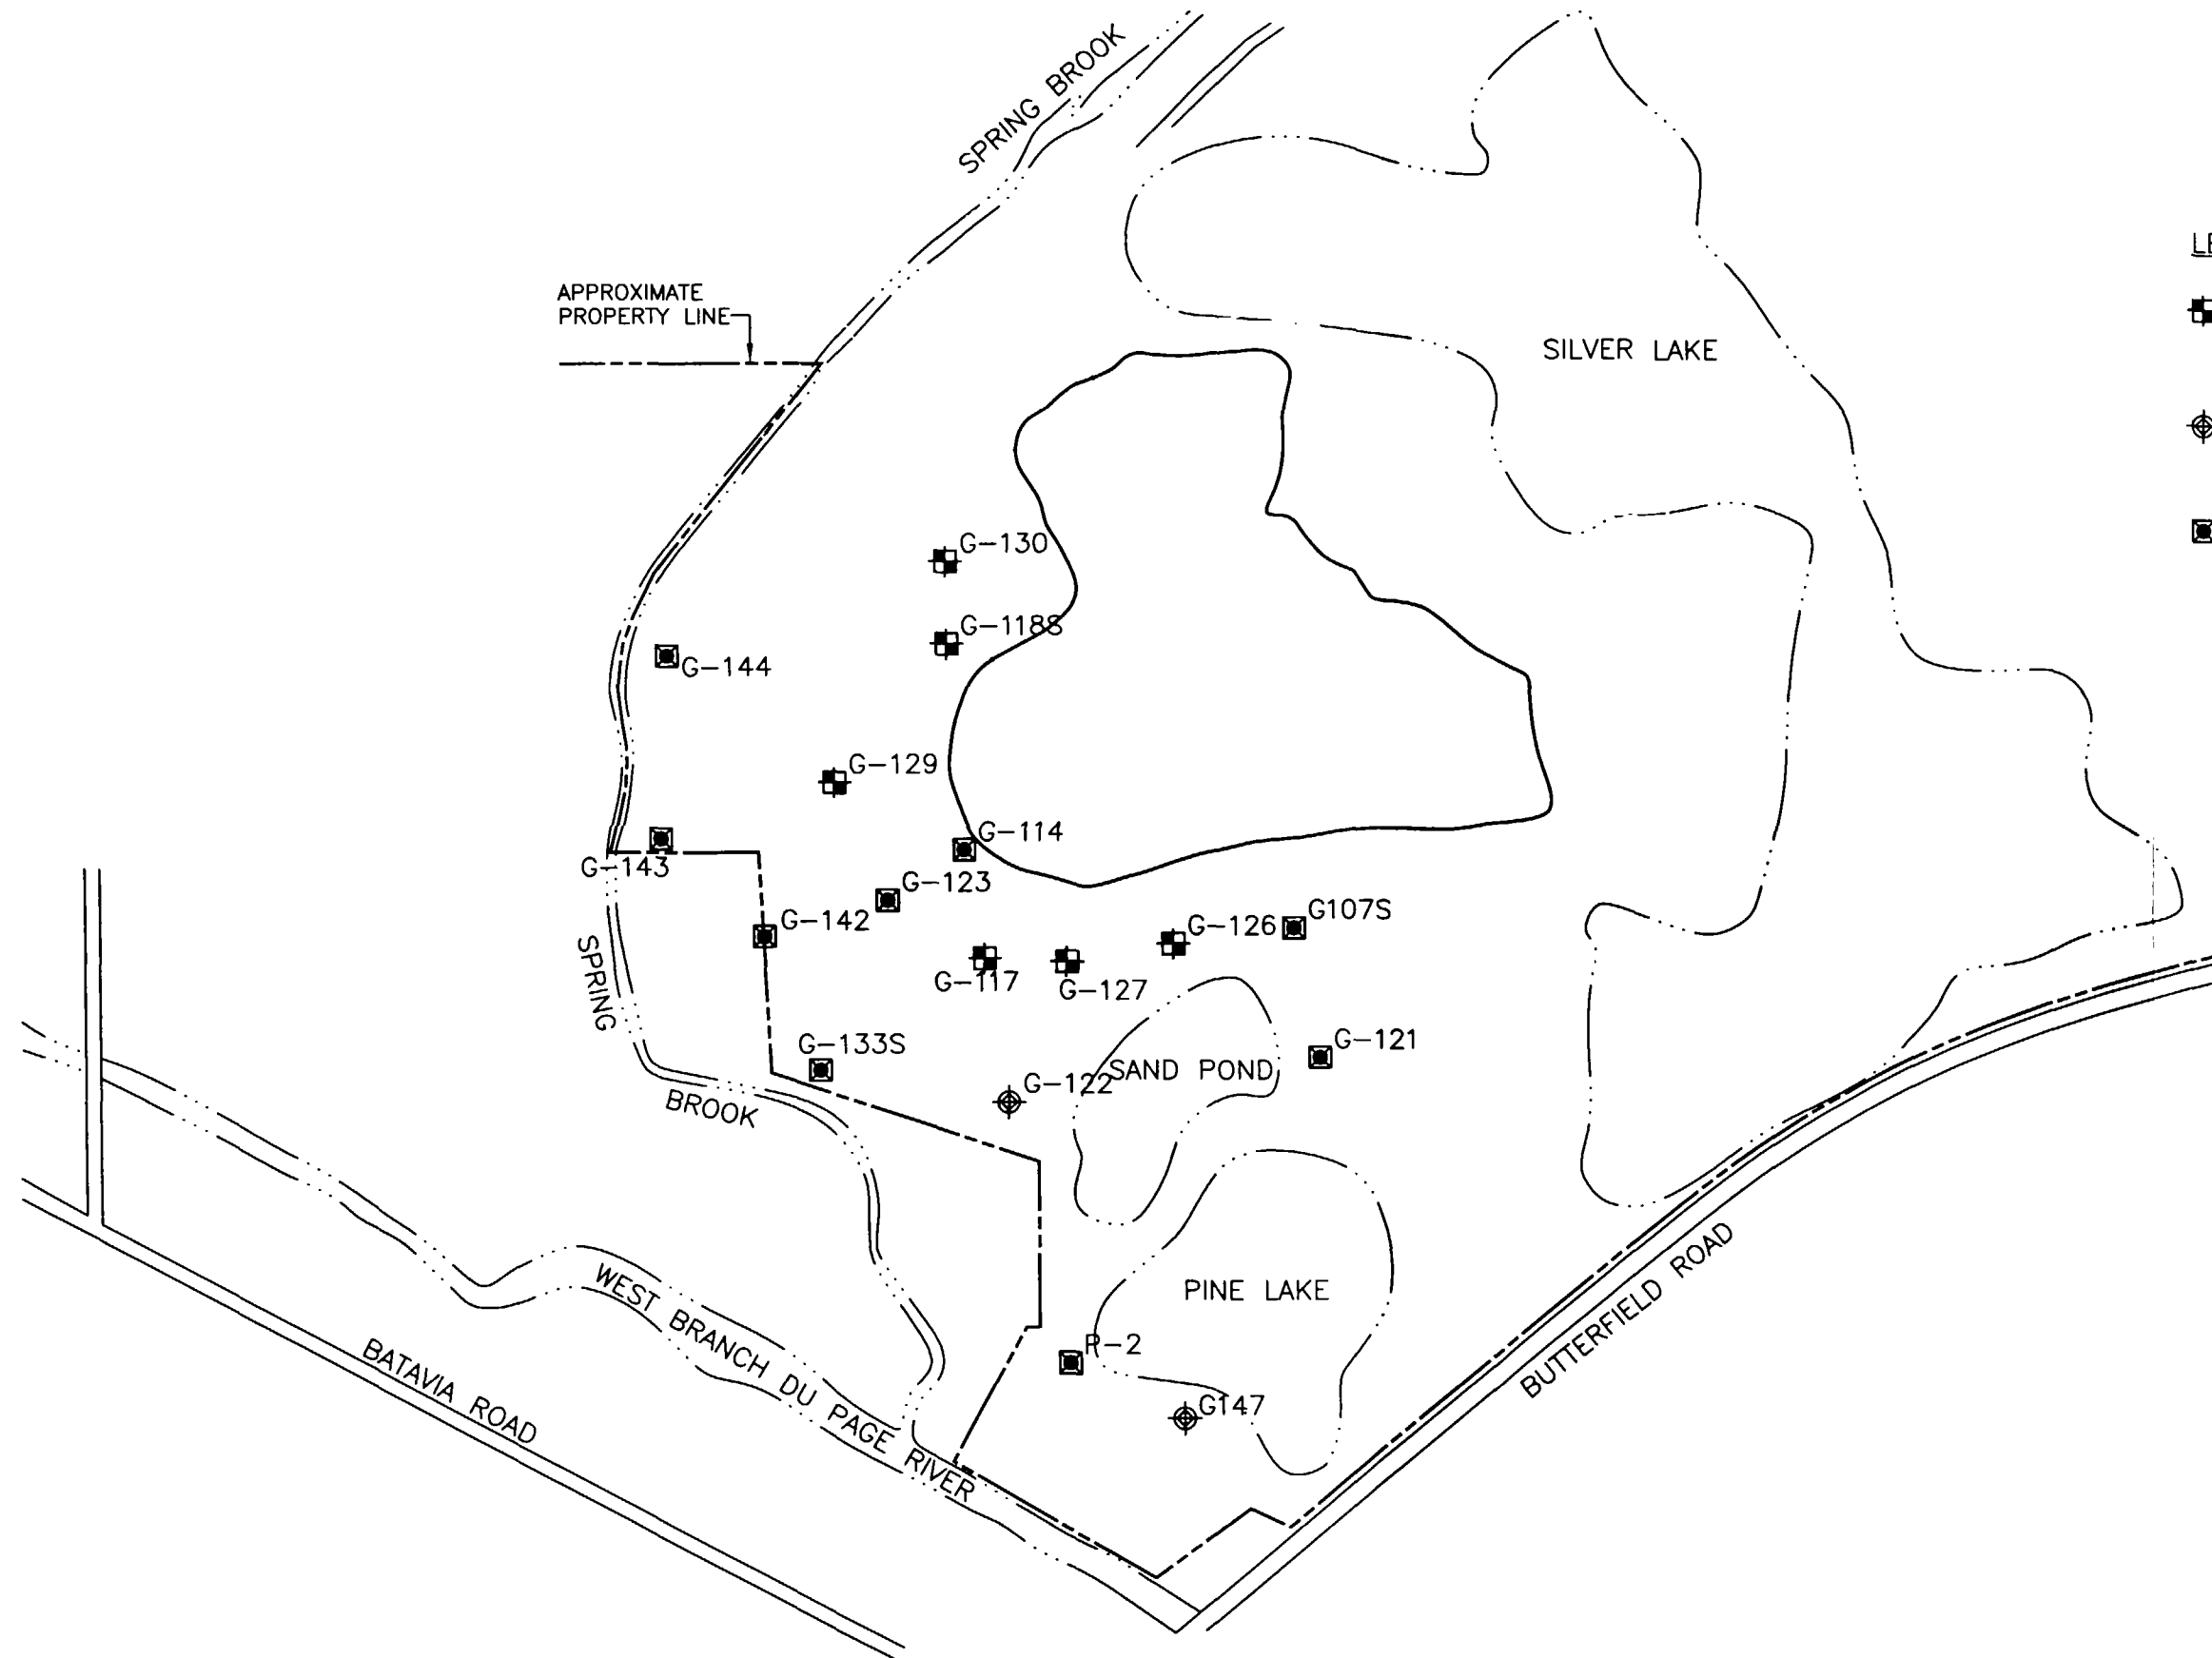 SPRING BROOK
LE
APPROXIMATE
PROPERTY LINE
SILVER LAKE
G-130
G-118S
G-144
G-129
G-114
G-143
G-123
G-142
G107S
G-126
G-117
G-127
SPRING
G-133S
G-121
SAND POND
G-122
BROOK
PINE LAKE
WEST BRANCH DU PAGE RIVER
BUTTERFIELD ROAD
BATAVIA ROAD
P-2
G147